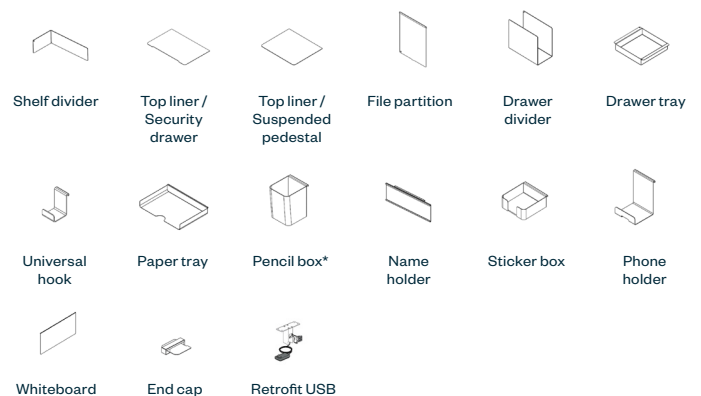 Shelf divider
Top liner /
Security
drawer
Top liner /
Suspended
pedestal
File partition
Drawer
divider
Drawer tray
Universal
hook
Paper tray
Pencil box*
Name
holder
Sticker box
Phone
holder
Whiteboard
End cap
Retrofit USB